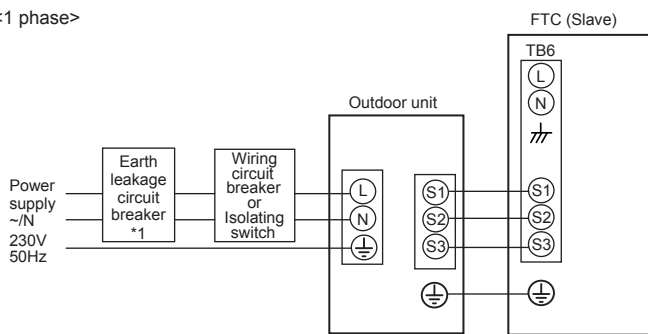 <1 phase>
FTC (Slave)
TB6
L
N
Outdoor unit
Power
supply
~/N
230V
50Hz
Earth
leakage
circuit
breaker
*1
Wiring
circuit
breaker
or
Isolating
switch
L
N
S1
S2
S3
S1
S2
S3